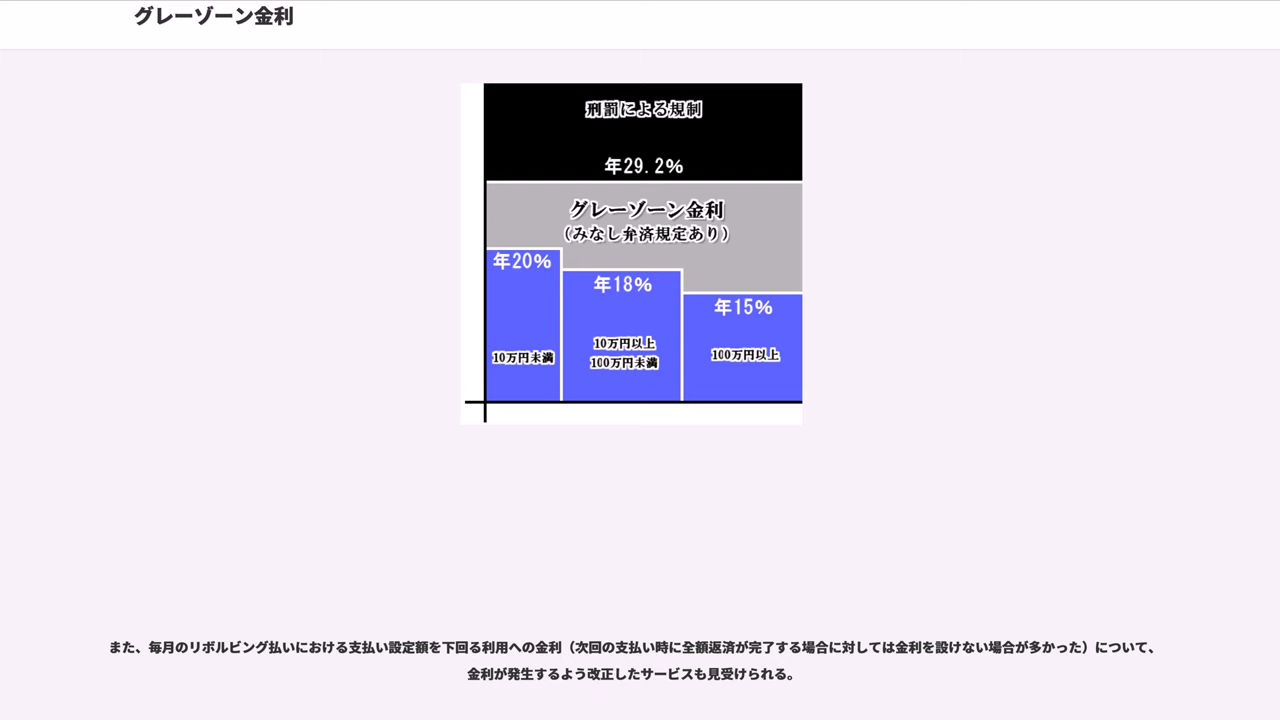 グレーゾーン金利
刑罰による規制
年29.2%
グレーゾーン金利
（みなし弁済規定あり）
年20%
年18%
年15%
10万円未満
10万円以上
100万円未満
100万円以上
また、毎月のリボルビング払いにおける支払い設定額を下回る利用への金利（次回の支払い時に全額返済が完了する場合に対しては金利を設けない場合が多かった）について、
金利が発生するよう改正したサービスも見受けられる。